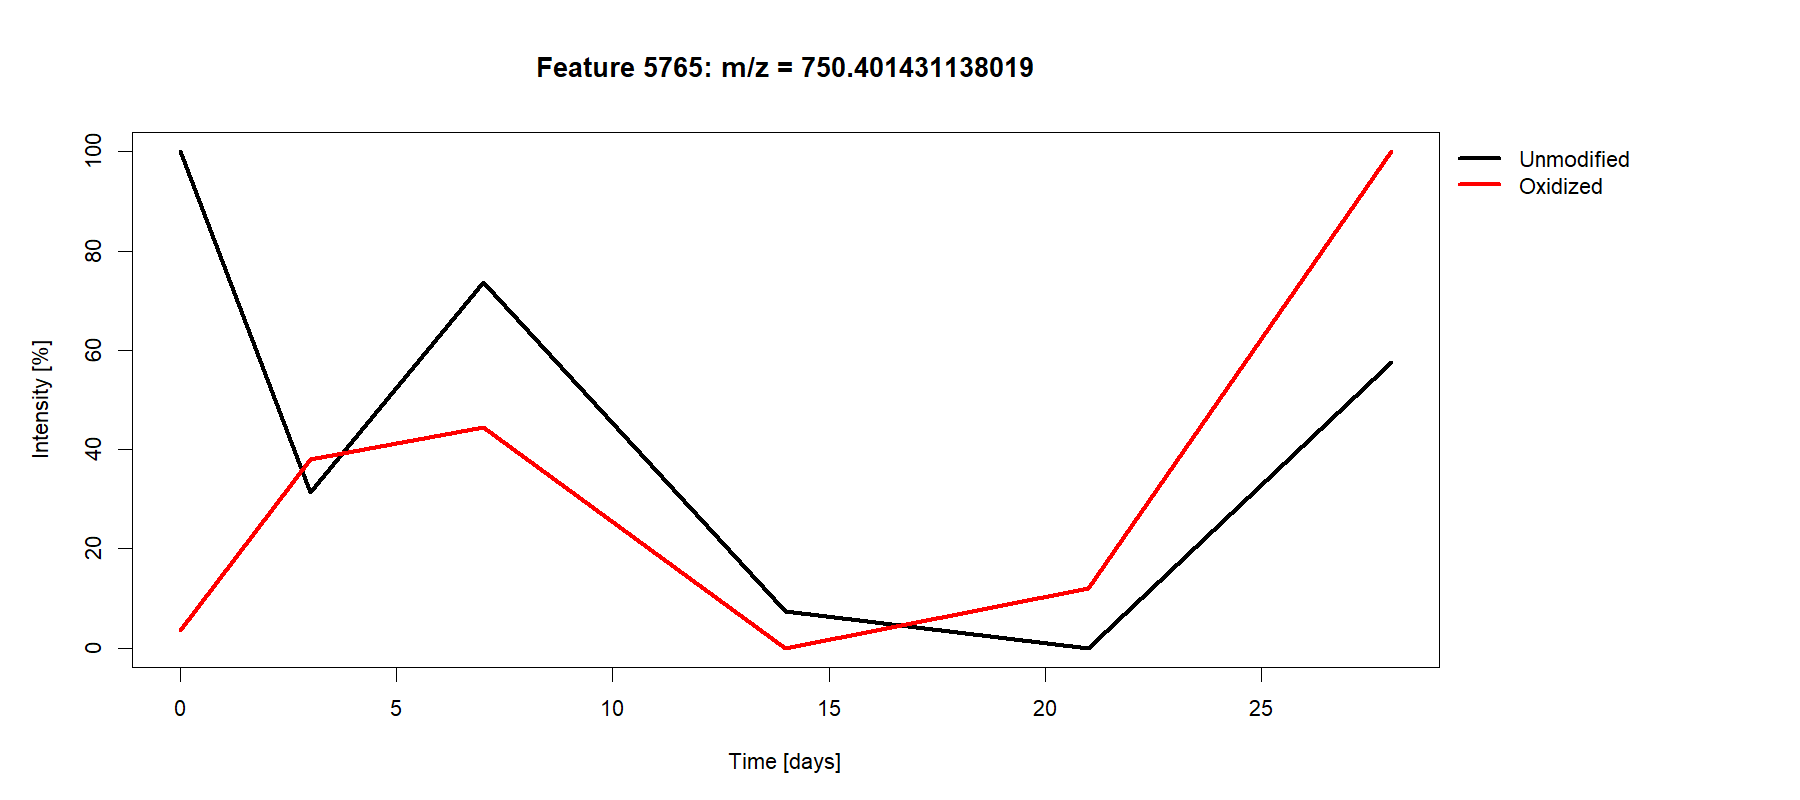 Feature 5765: m/z = 750.401431138019
Unmodified
Oxidized
100
80
60
40
20
0
Intensity [%]
0 5 10 15 20 25
Time [days]